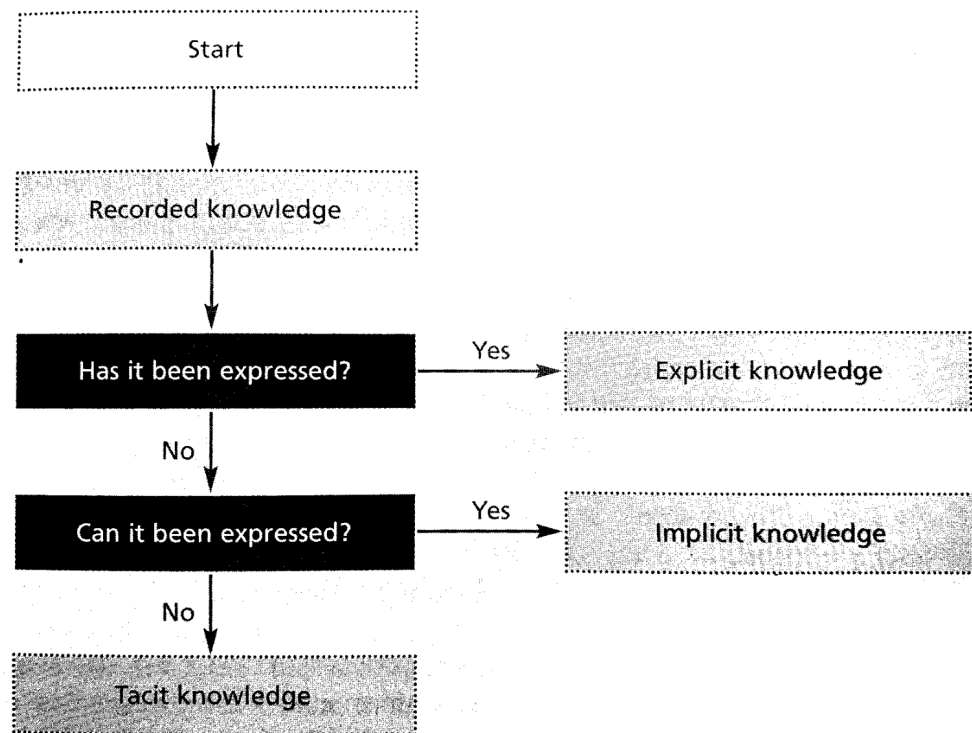 Start
Recorded knowledge
Has it been expressed?
Yes
Explicit knowledge
No
Can it been expressed?
Yes
Implicit knowledge
No
Tacit knowledge